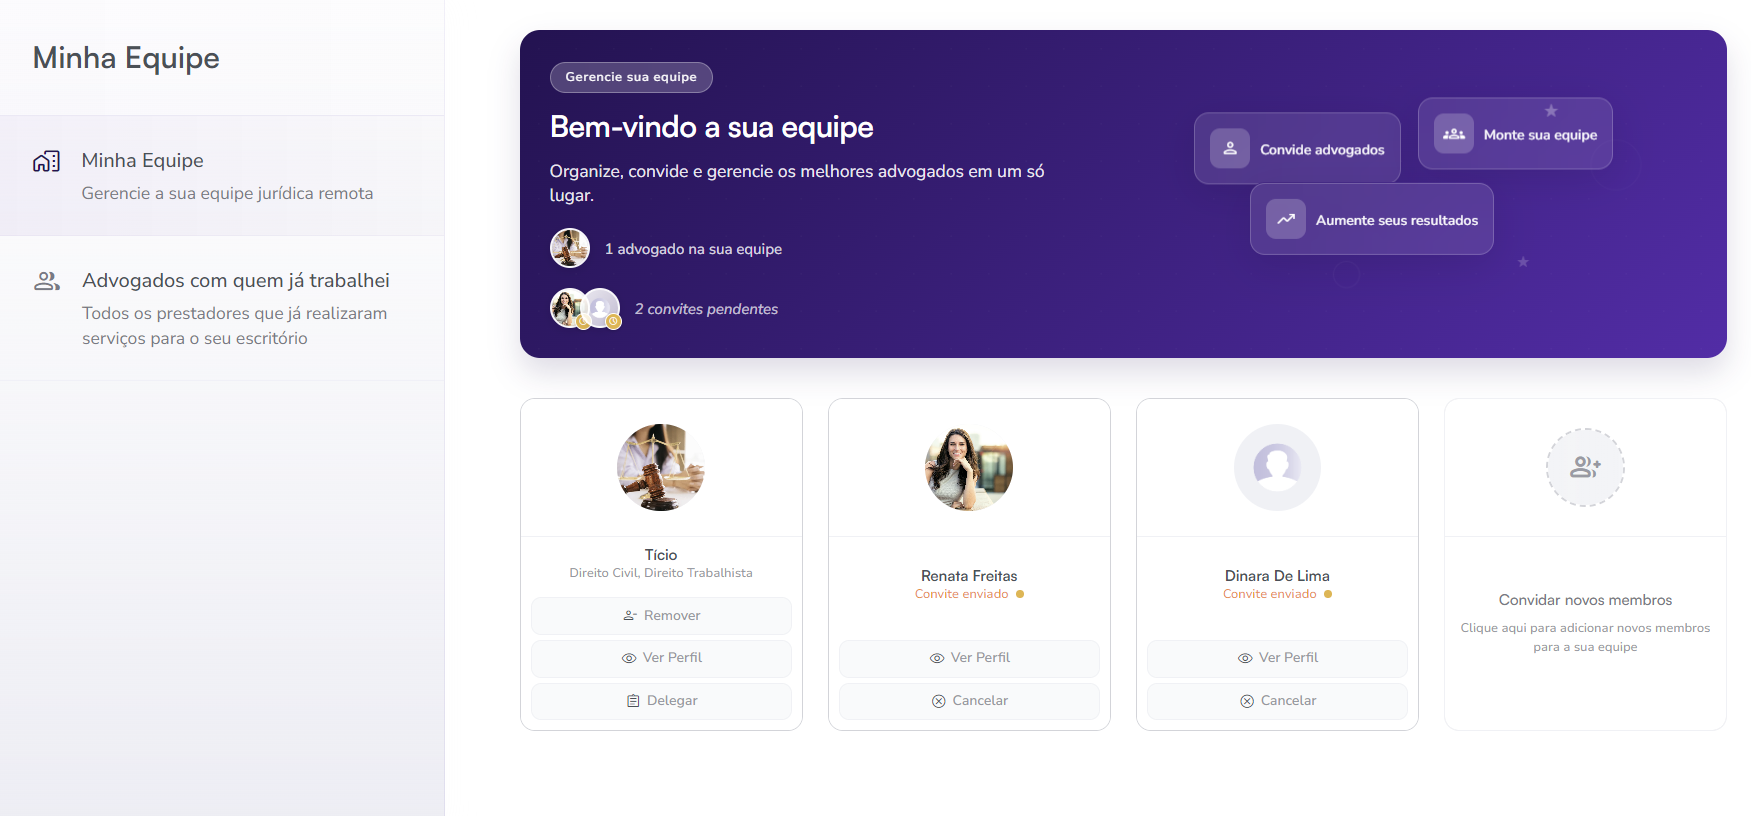 Minha Equipe
Minha Equipe
Gerencie a sua equipe jurídica remota
Advogados com quem já trabalhei
Todos os prestadores que já realizaram
serviços para o seu escritório
Gerencie sua equipe
Bem-vindo a sua equipe
Organize, convide e gerencie os melhores advogados em um só
lugar.
1 advogado na sua equipe
2 convites pendentes
Convide advogados
Monte sua equipe
Aumente seus resultados
Tício
Direito Civil, Direito Trabalhista
Remover
Ver Perfil
Delegar
Renata Freitas
Convite enviado
Ver Perfil
Cancelar
Dinara De Lima
Convite enviado
Ver Perfil
Cancelar
Convidar novos membros
Clique aqui para adicionar novos membros
para a sua equipe